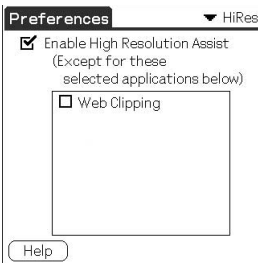 Preferences
HiRes
Enable High Resolution Assist
(Except for these
selected applications below)
Web Clipping
Help